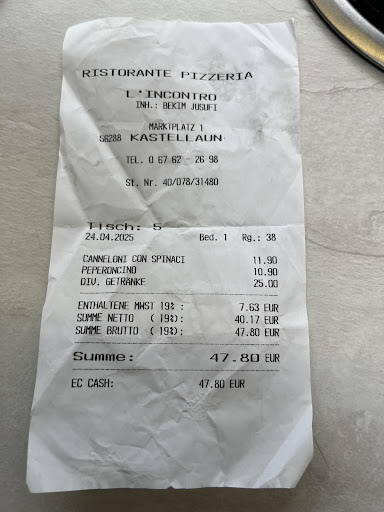 RISTORANTE PIZZERIA
L'INCONTRO
INH.: BEKIM JUSUFI
MARKTPLATZ 1
56288 KASTELLAUN
TEL. 0 67 62 - 26 98
St. Nr. 40/078/31480
Tisch: 5
24.04.2025 Bed. 1 Rg.: 38
CANNELONI CON SPINACI 11.90
PEPERONCINO 10.90
DIV. GETRÄNKE 25.00
ENTHALTENE MWST 19% : 7.63 EUR
SUMME NETTO ( 19%): 40.17 EUR
SUMME BRUTTO ( 19%): 47.80 EUR
Summe: 47.80 EUR
EC CASH: 47.80 EUR